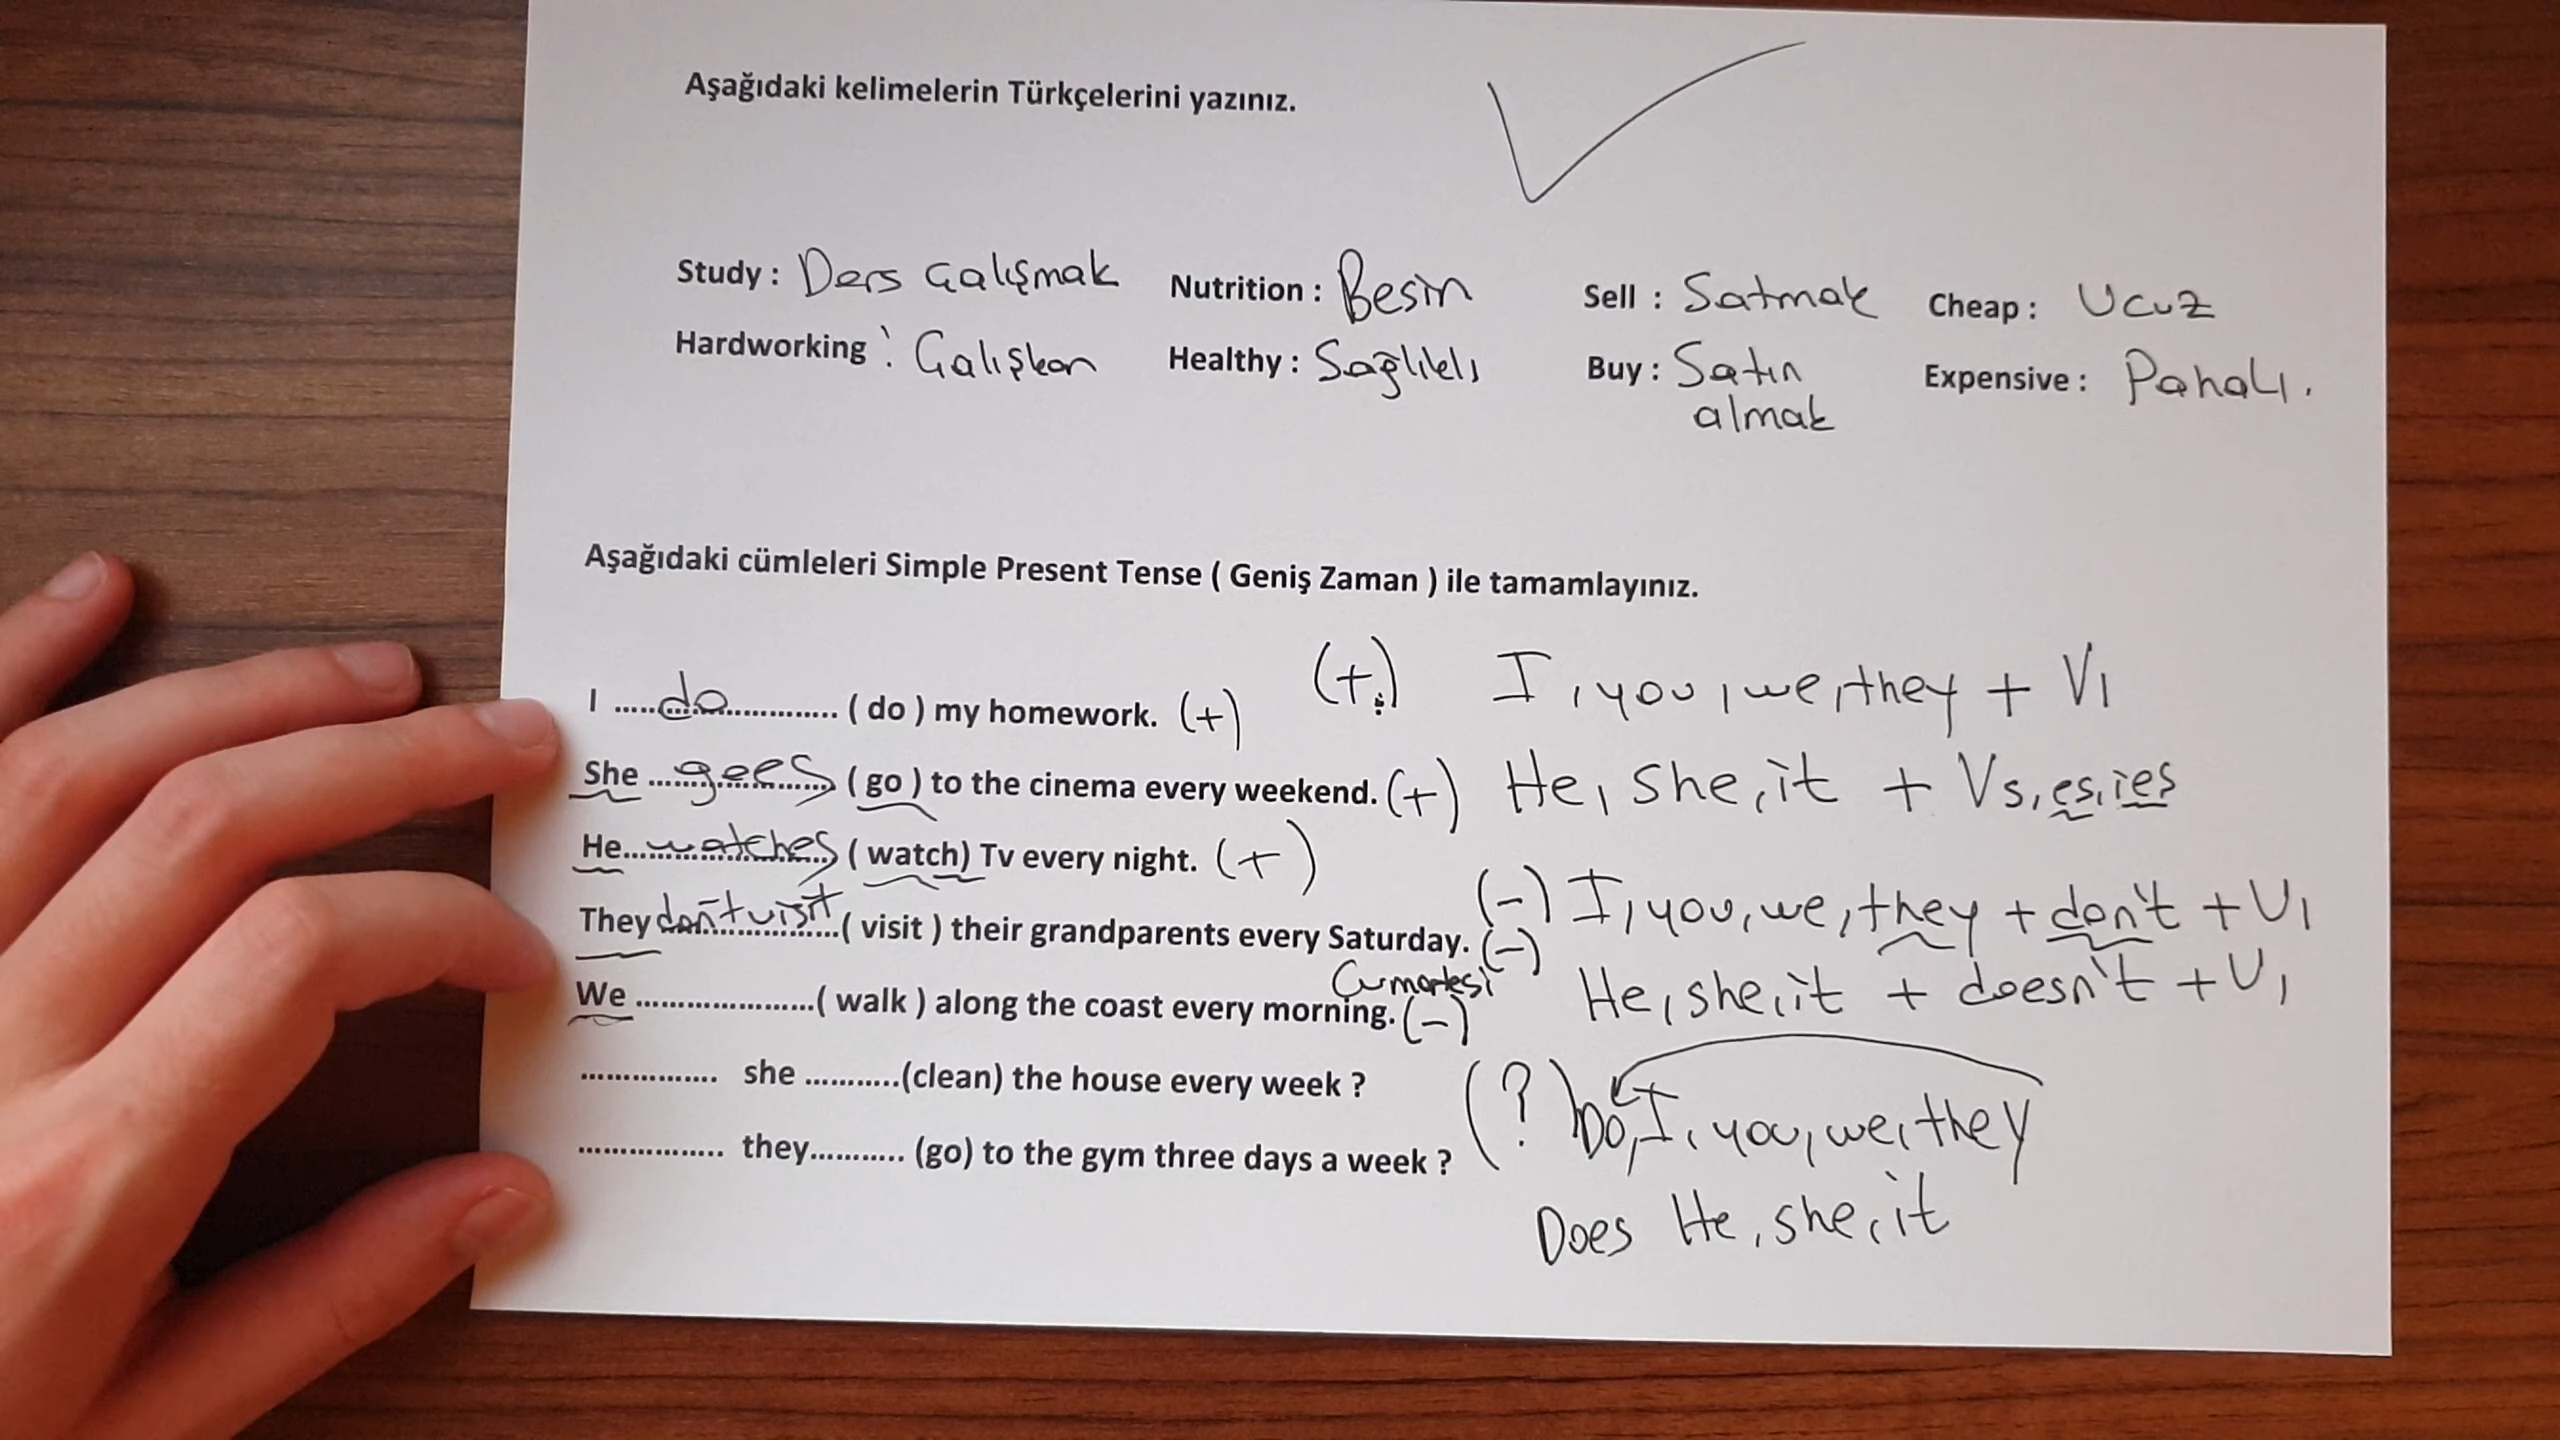 Aşağıdaki kelimelerin Türkçelerini yazınız.
Study : Ders Çalışmak Nutrition : Besin Sell : Satmak Cheap : Ucuz
Hardworking : Çalışkan Healthy : Sağlıklı Buy : Satın almak Expensive : Pahalı.
Aşağıdaki cümleleri Simple Present Tense ( Geniş Zaman ) ile tamamlayınız.
I .....do................ ( do ) my homework. (+) (+) I, you, we, they + V1
She ...goes............ ( go ) to the cinema every weekend. (+) He, she, it + Vs, es, ies
He...watches............ ( watch) Tv every night. (+)
They don't visit ......( visit ) their grandparents every Saturday. (-) (-) I, you, we, they + don't + V1
Cumartesi
We ......................( walk ) along the coast every morning. (-) He, she, it + doesn't + V1
................ she ...........(clean) the house every week ?
(?) Do, I, you, we, they
................. they........... (go) to the gym three days a week ?
Does He, she, it